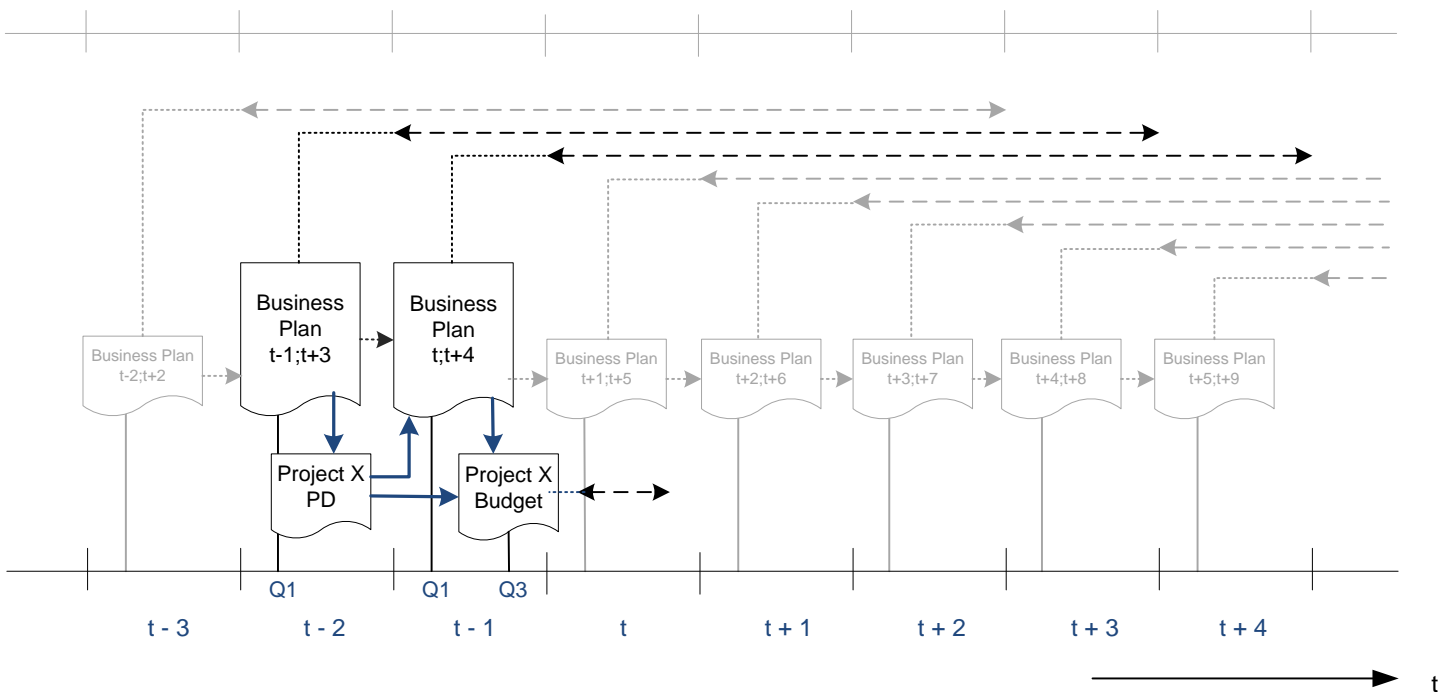 Business
Plan
t-1;t+3
Business
Plan
t;t+4
Business Plan
t-2;t+2
Business Plan
t+1;t+5
Business Plan
t+2;t+6
Business Plan
t+3;t+7
Business Plan
t+4;t+8
Business Plan
t+5;t+9
Project X
PD
Project X
Budget
Q1
Q1
Q3
t - 3
t - 2
t - 1
t
t + 1
t + 2
t + 3
t + 4
t